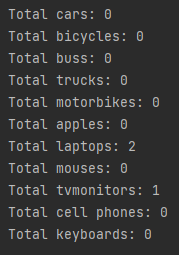 Total cars: 0
Total bicycles: 0
Total buss: 0
Total trucks: 0
Total motorbikes: 0
Total apples: 0
Total laptops: 2
Total mouses: 0
Total tvmonitors: 1
Total cell phones: 0
Total keyboards: 0